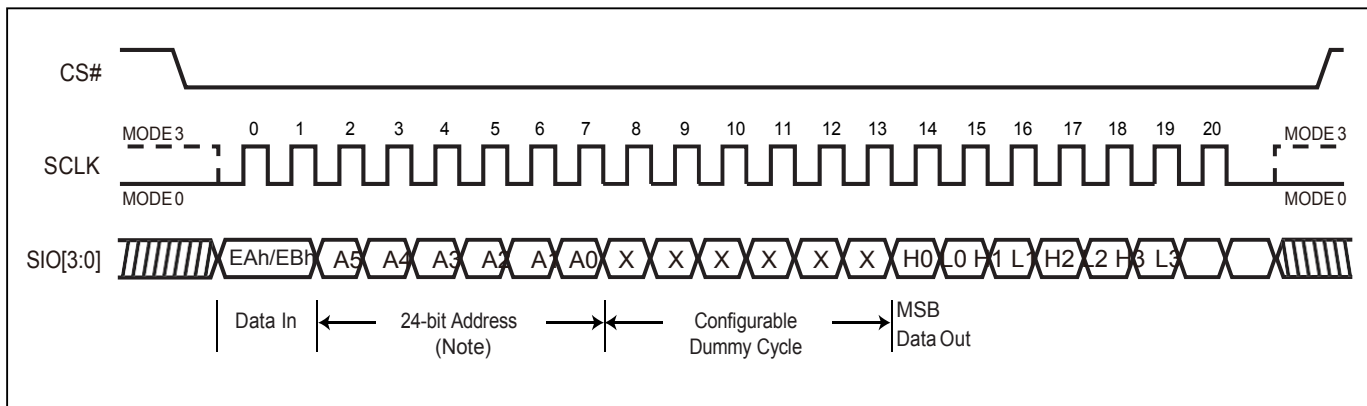 CS#
MODE 3 0 1 2 3 4 5 6 7 8 9 10 11 12 13 14 15 16 17 18 19 20 MODE 3
SCLK
MODE 0 MODE 0
SIO[3:0] EAh/EBh A5 A4 A3 A2 A1 A0 X X X X X X H0 L0 H1 L1 H2 L2 H3 L3
Data In 24-bit Address Configurable MSB
(Note) Dummy Cycle Data Out